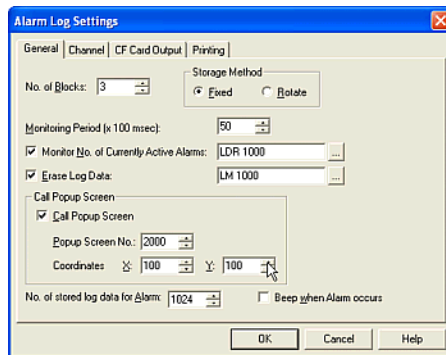 Alarm Log Settings
General Channel CF Card Output Printing
Storage Method
No. of Blocks: 3 Fixed Rotate
Monitoring Period (x 100 msec): 50
Monitor No. of Currently Active Alarms: LDR 1000 ...
Erase Log Data: LM 1000 ...
Call Popup Screen
Call Popup Screen
Popup Screen No.: 2000
Coordinates X: 100 Y: 100
No. of stored log data for Alarm: 1024 Beep when Alarm occurs
OK Cancel Help